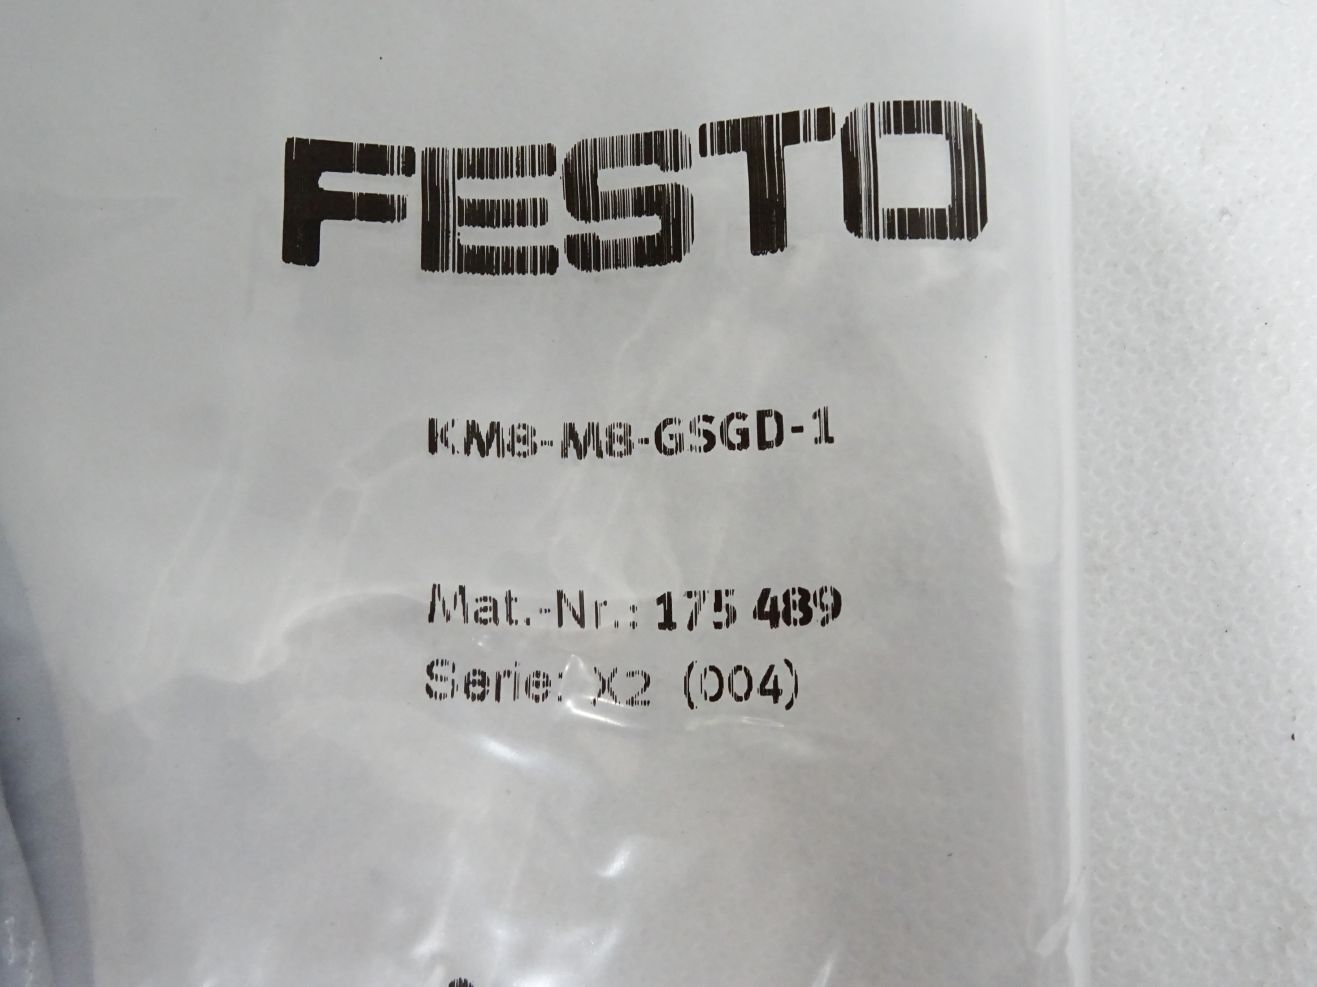 FESTO
KM8-M8-GSGD-1
Mat.-Nr.: 175 489
Serie: X2 (004)